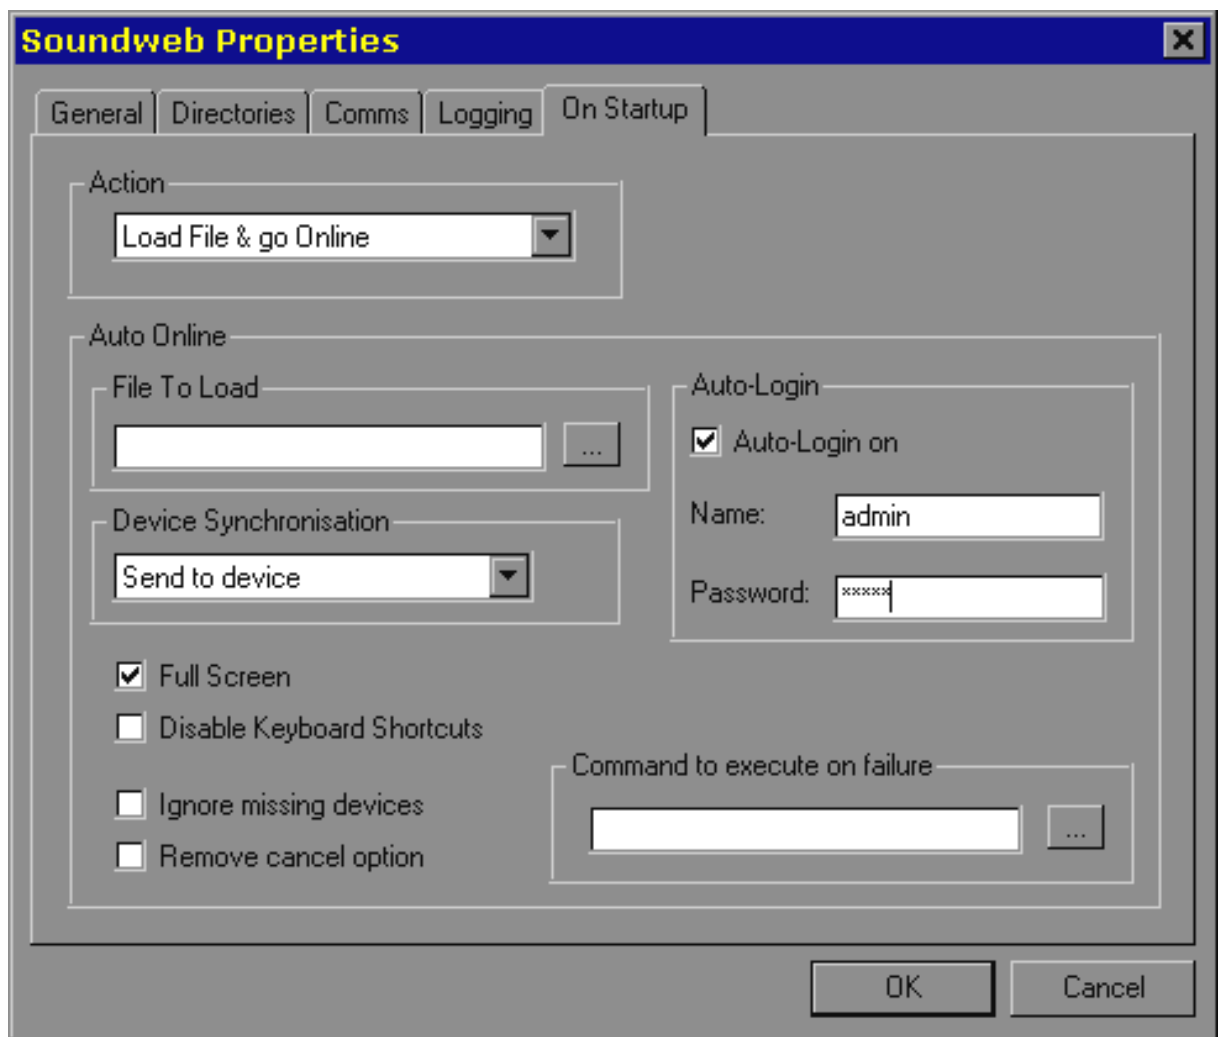 Soundweb Properties
General Directories Comms Logging On Startup
Action
Load File & go Online
Auto Online
File To Load
...
Auto-Login
Auto-Login on
Name: admin
Password: xxxxx
Device Synchronisation
Send to device
Full Screen
Disable Keyboard Shortcuts
Ignore missing devices
Remove cancel option
Command to execute on failure
...
OK Cancel